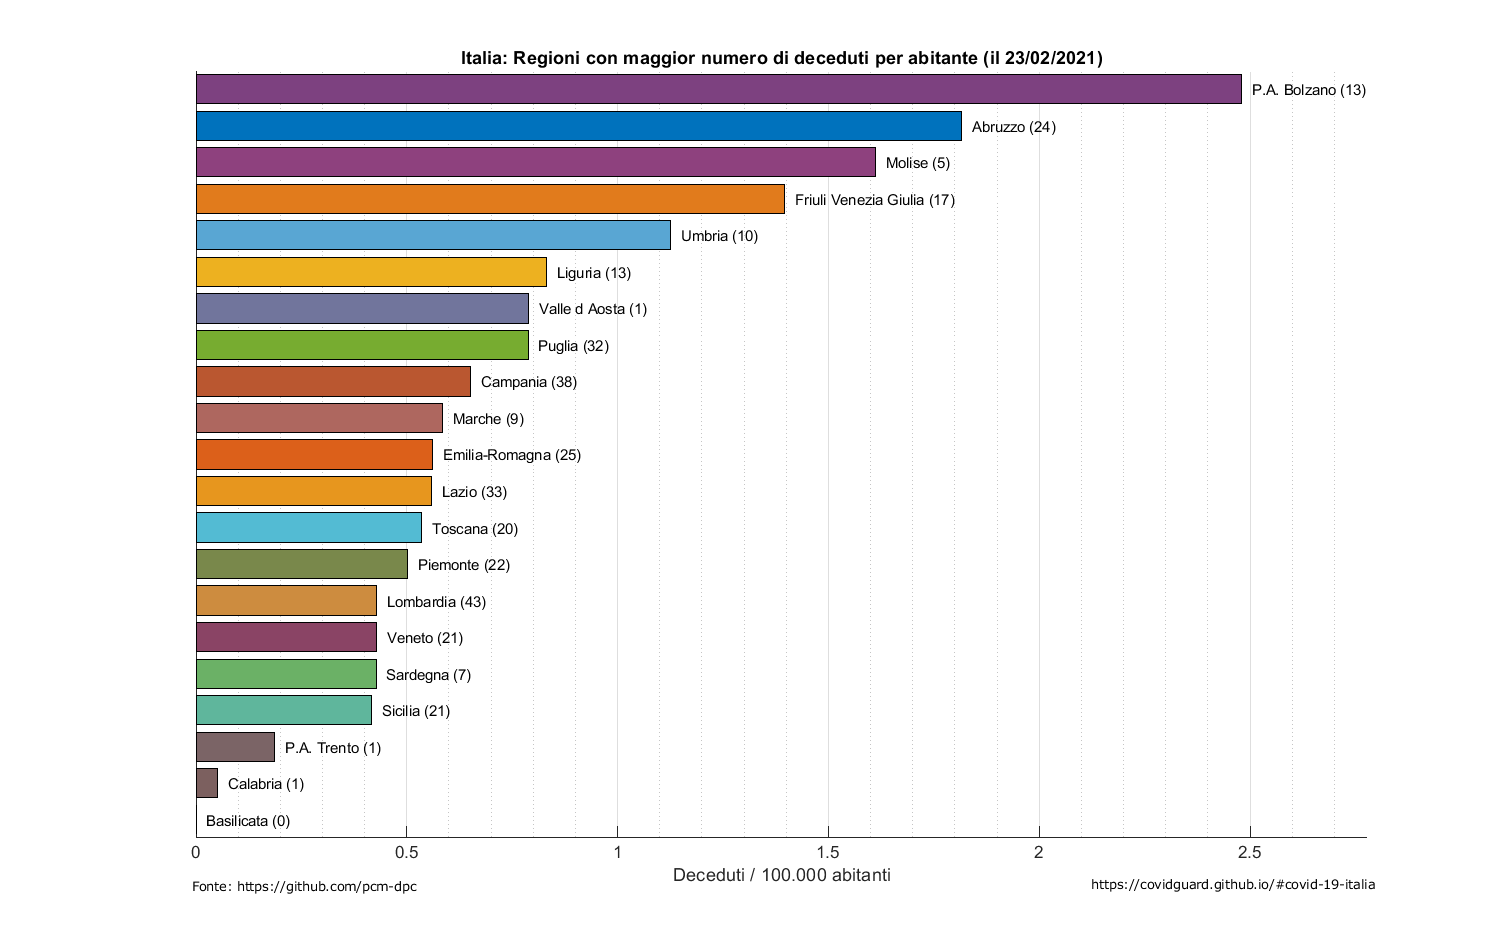 Italia: Regioni con maggior numero di deceduti per abitante (il 23/02/2021)
P.A. Bolzano (13)
Abruzzo (24)
Molise (5)
Friuli Venezia Giulia (17)
Umbria (10)
Liguria (13)
Valle d Aosta (1)
Puglia (32)
Campania (38)
Marche (9)
Emilia-Romagna (25)
Lazio (33)
Toscana (20)
Piemonte (22)
Lombardia (43)
Veneto (21)
Sardegna (7)
Sicilia (21)
P.A. Trento (1)
Calabria (1)
Basilicata (0)
0 0.5 1 1.5 2 2.5
Deceduti / 100.000 abitanti
Fonte: https://github.com/pcm-dpc
https://covidguard.github.io/#covid-19-italia